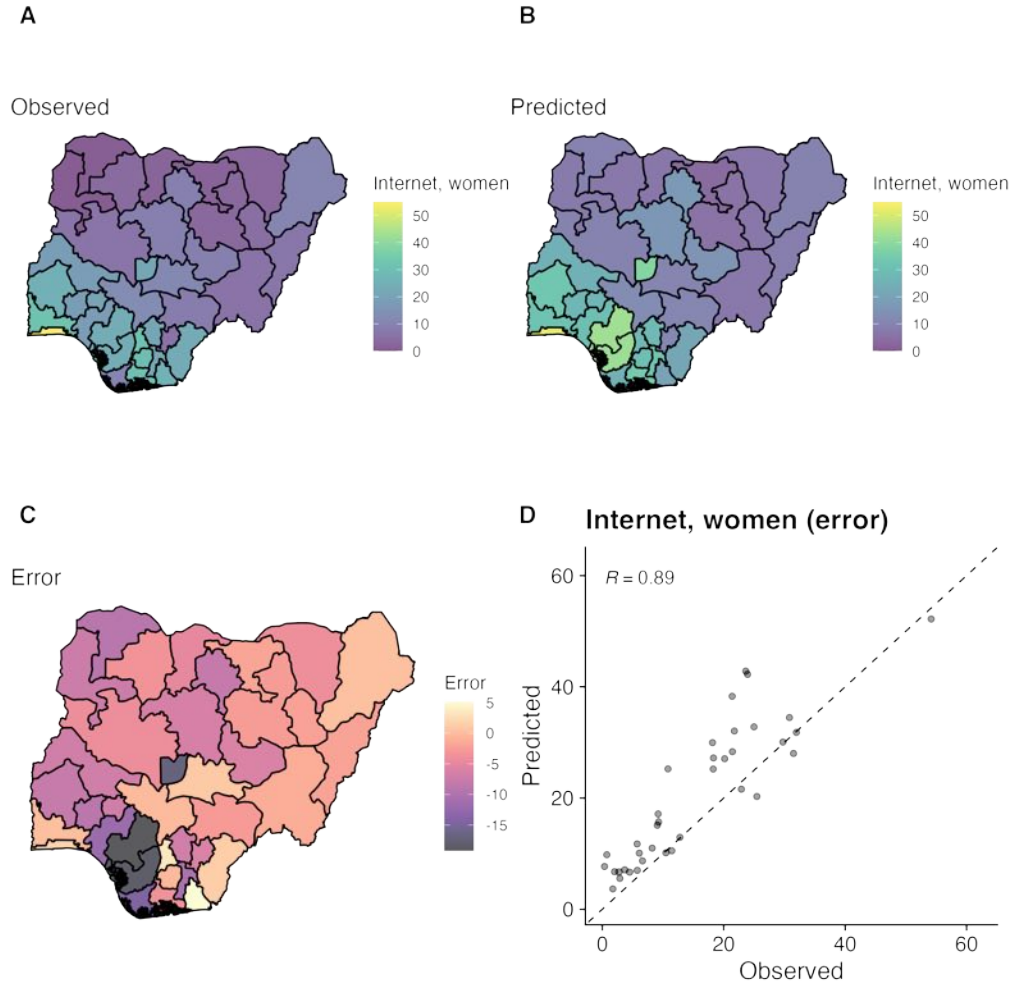 A
B
Observed
Predicted
Internet, women
50
40
30
20
10
0
Internet, women
50
40
30
20
10
0
C
D
Internet, women (error)
Error
Error
5
0
-5
-10
-15
R = 0.89
60
40
20
0
Predicted
0
20
40
60
Observed